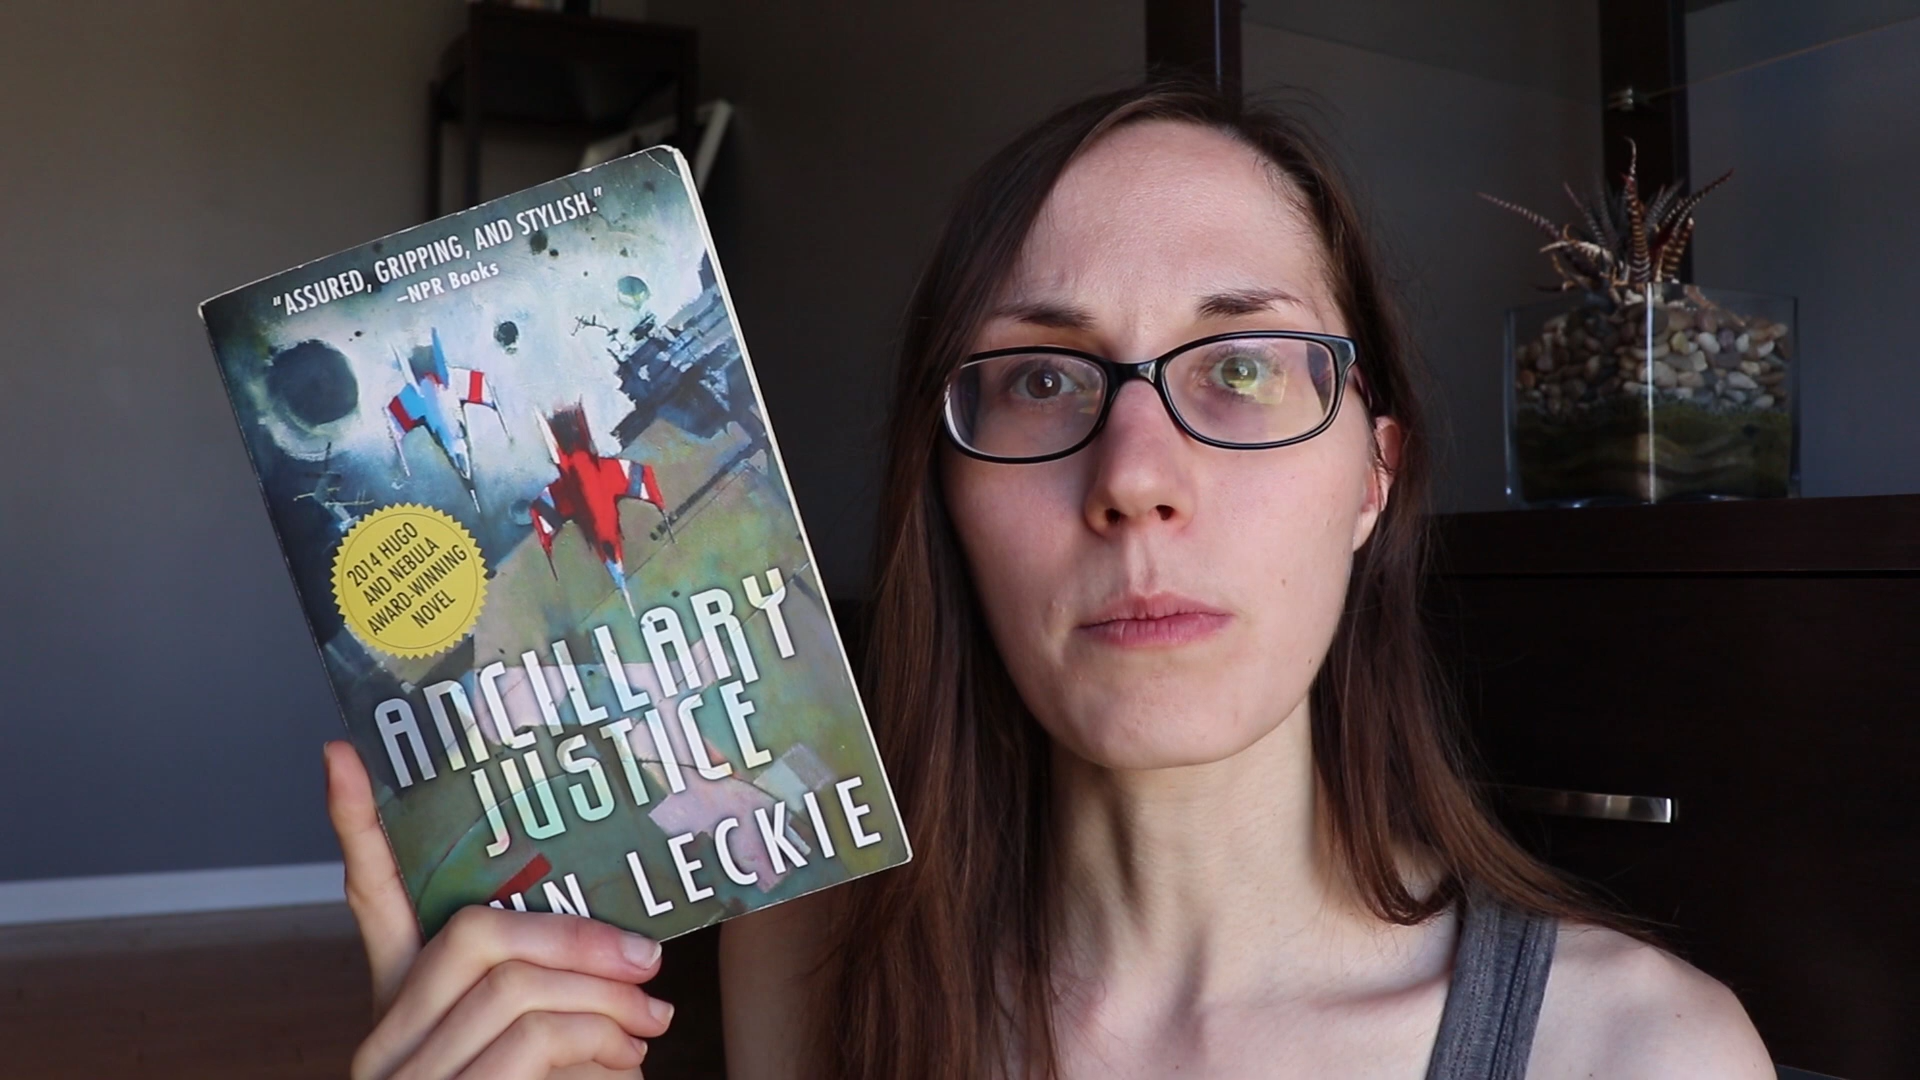 "ASSURED, GRIPPING, AND STYLISH."
–NPR Books
2014 HUGO
AND NEBULA
AWARD-WINNING
NOVEL
ANCILLARY
JUSTICE
LECKIE